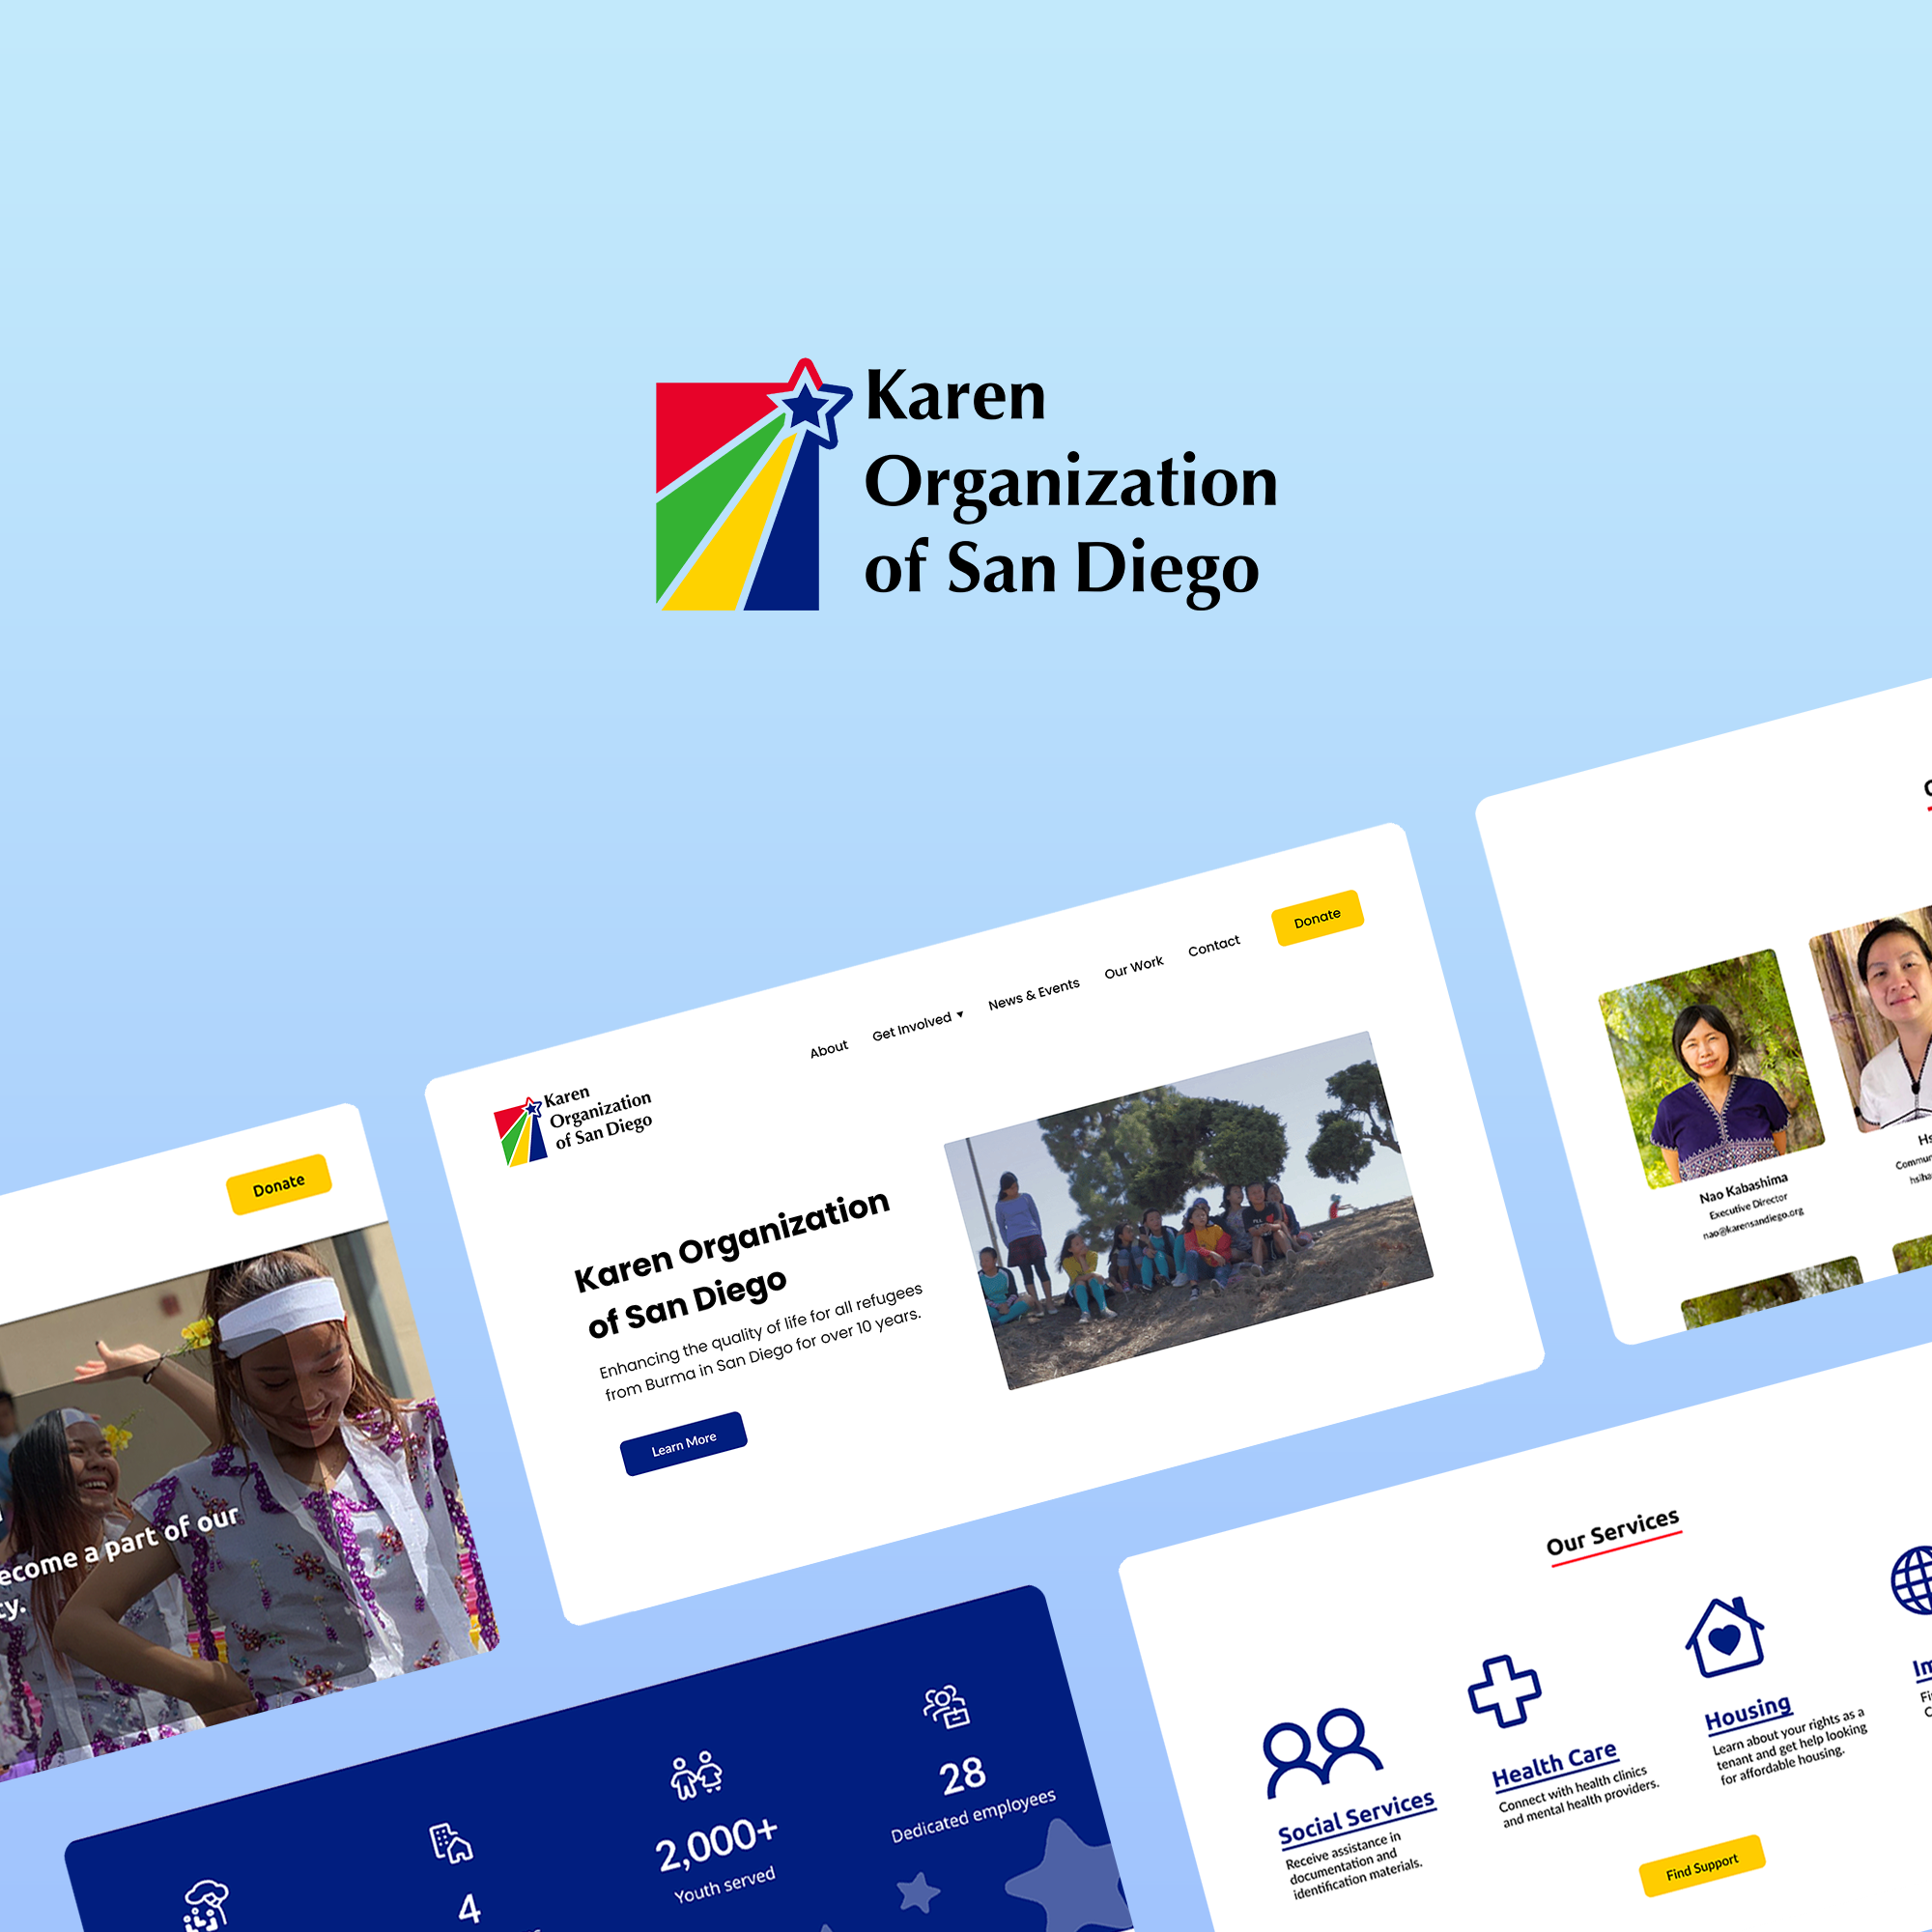 Karen
Organization
of San Diego
Donate
ecome a part of our
ty.
Karen
Organization
of San Diego
About
Get Involved ▾
News & Events
Our Work
Contact
Donate
Karen Organization
of San Diego
Enhancing the quality of life for all refugees
from Burma in San Diego for over 10 years.
Learn More
Nao Kabashima
Executive Director
nao@karensandiego.org
Hs
Commun
hsiha
4
2,000+
Youth served
28
Dedicated employees
Our Services
Social Services
Receive assistance in
documentation and
identification materials.
Health Care
Connect with health clinics
and mental health providers.
Housing
Learn about your rights as a
tenant and get help looking
for affordable housing.
Im
Fi
C
Find Support